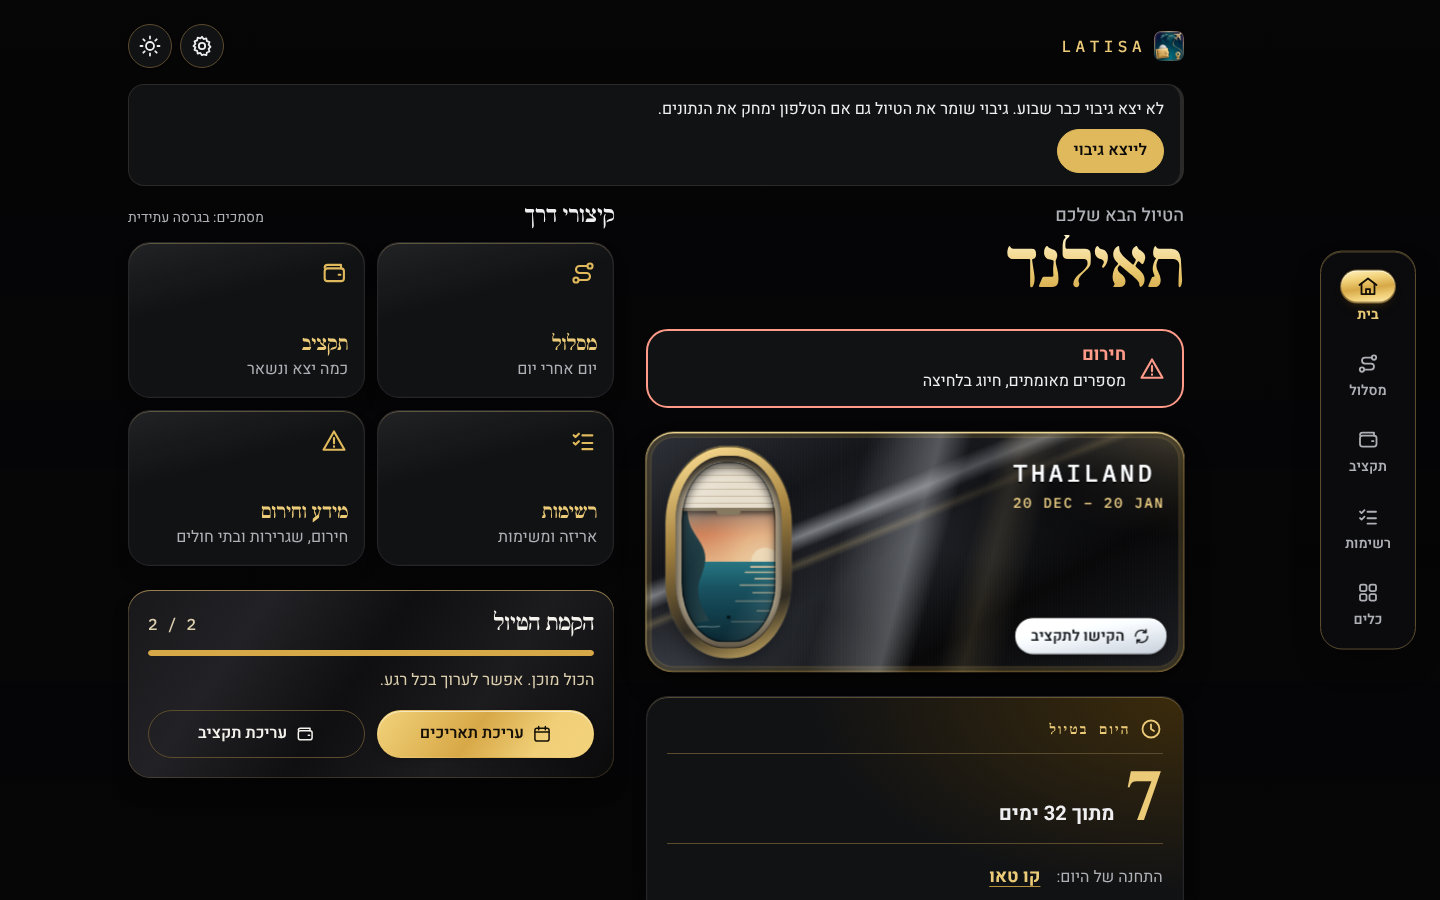 LATISA
לא יצא גיבוי כבר שבוע. גיבוי שומר את הטיול גם אם הטלפון ימחק את הנתונים.
לייצא גיבוי
הטיול הבא שלכם
תאילנד
חירום
מספרים מאומתים, חיוג בלחיצה
THAILAND
20 DEC – 20 JAN
הקישו לתקציב
היום בטיול
7 מתוך 32 ימים
התחנה של היום: קו טאו
קיצורי דרך
מסמכים: בגרסה עתידית
מסלול
יום אחרי יום
תקציב
כמה יצא ונשאר
רשימות
אריזה ומשימות
מידע וחירום
חירום, שגרירות ובתי חולים
הקמת הטיול
2 / 2
הכול מוכן. אפשר לערוך בכל רגע.
עריכת תאריכים
עריכת תקציב
בית
מסלול
תקציב
רשימות
כלים